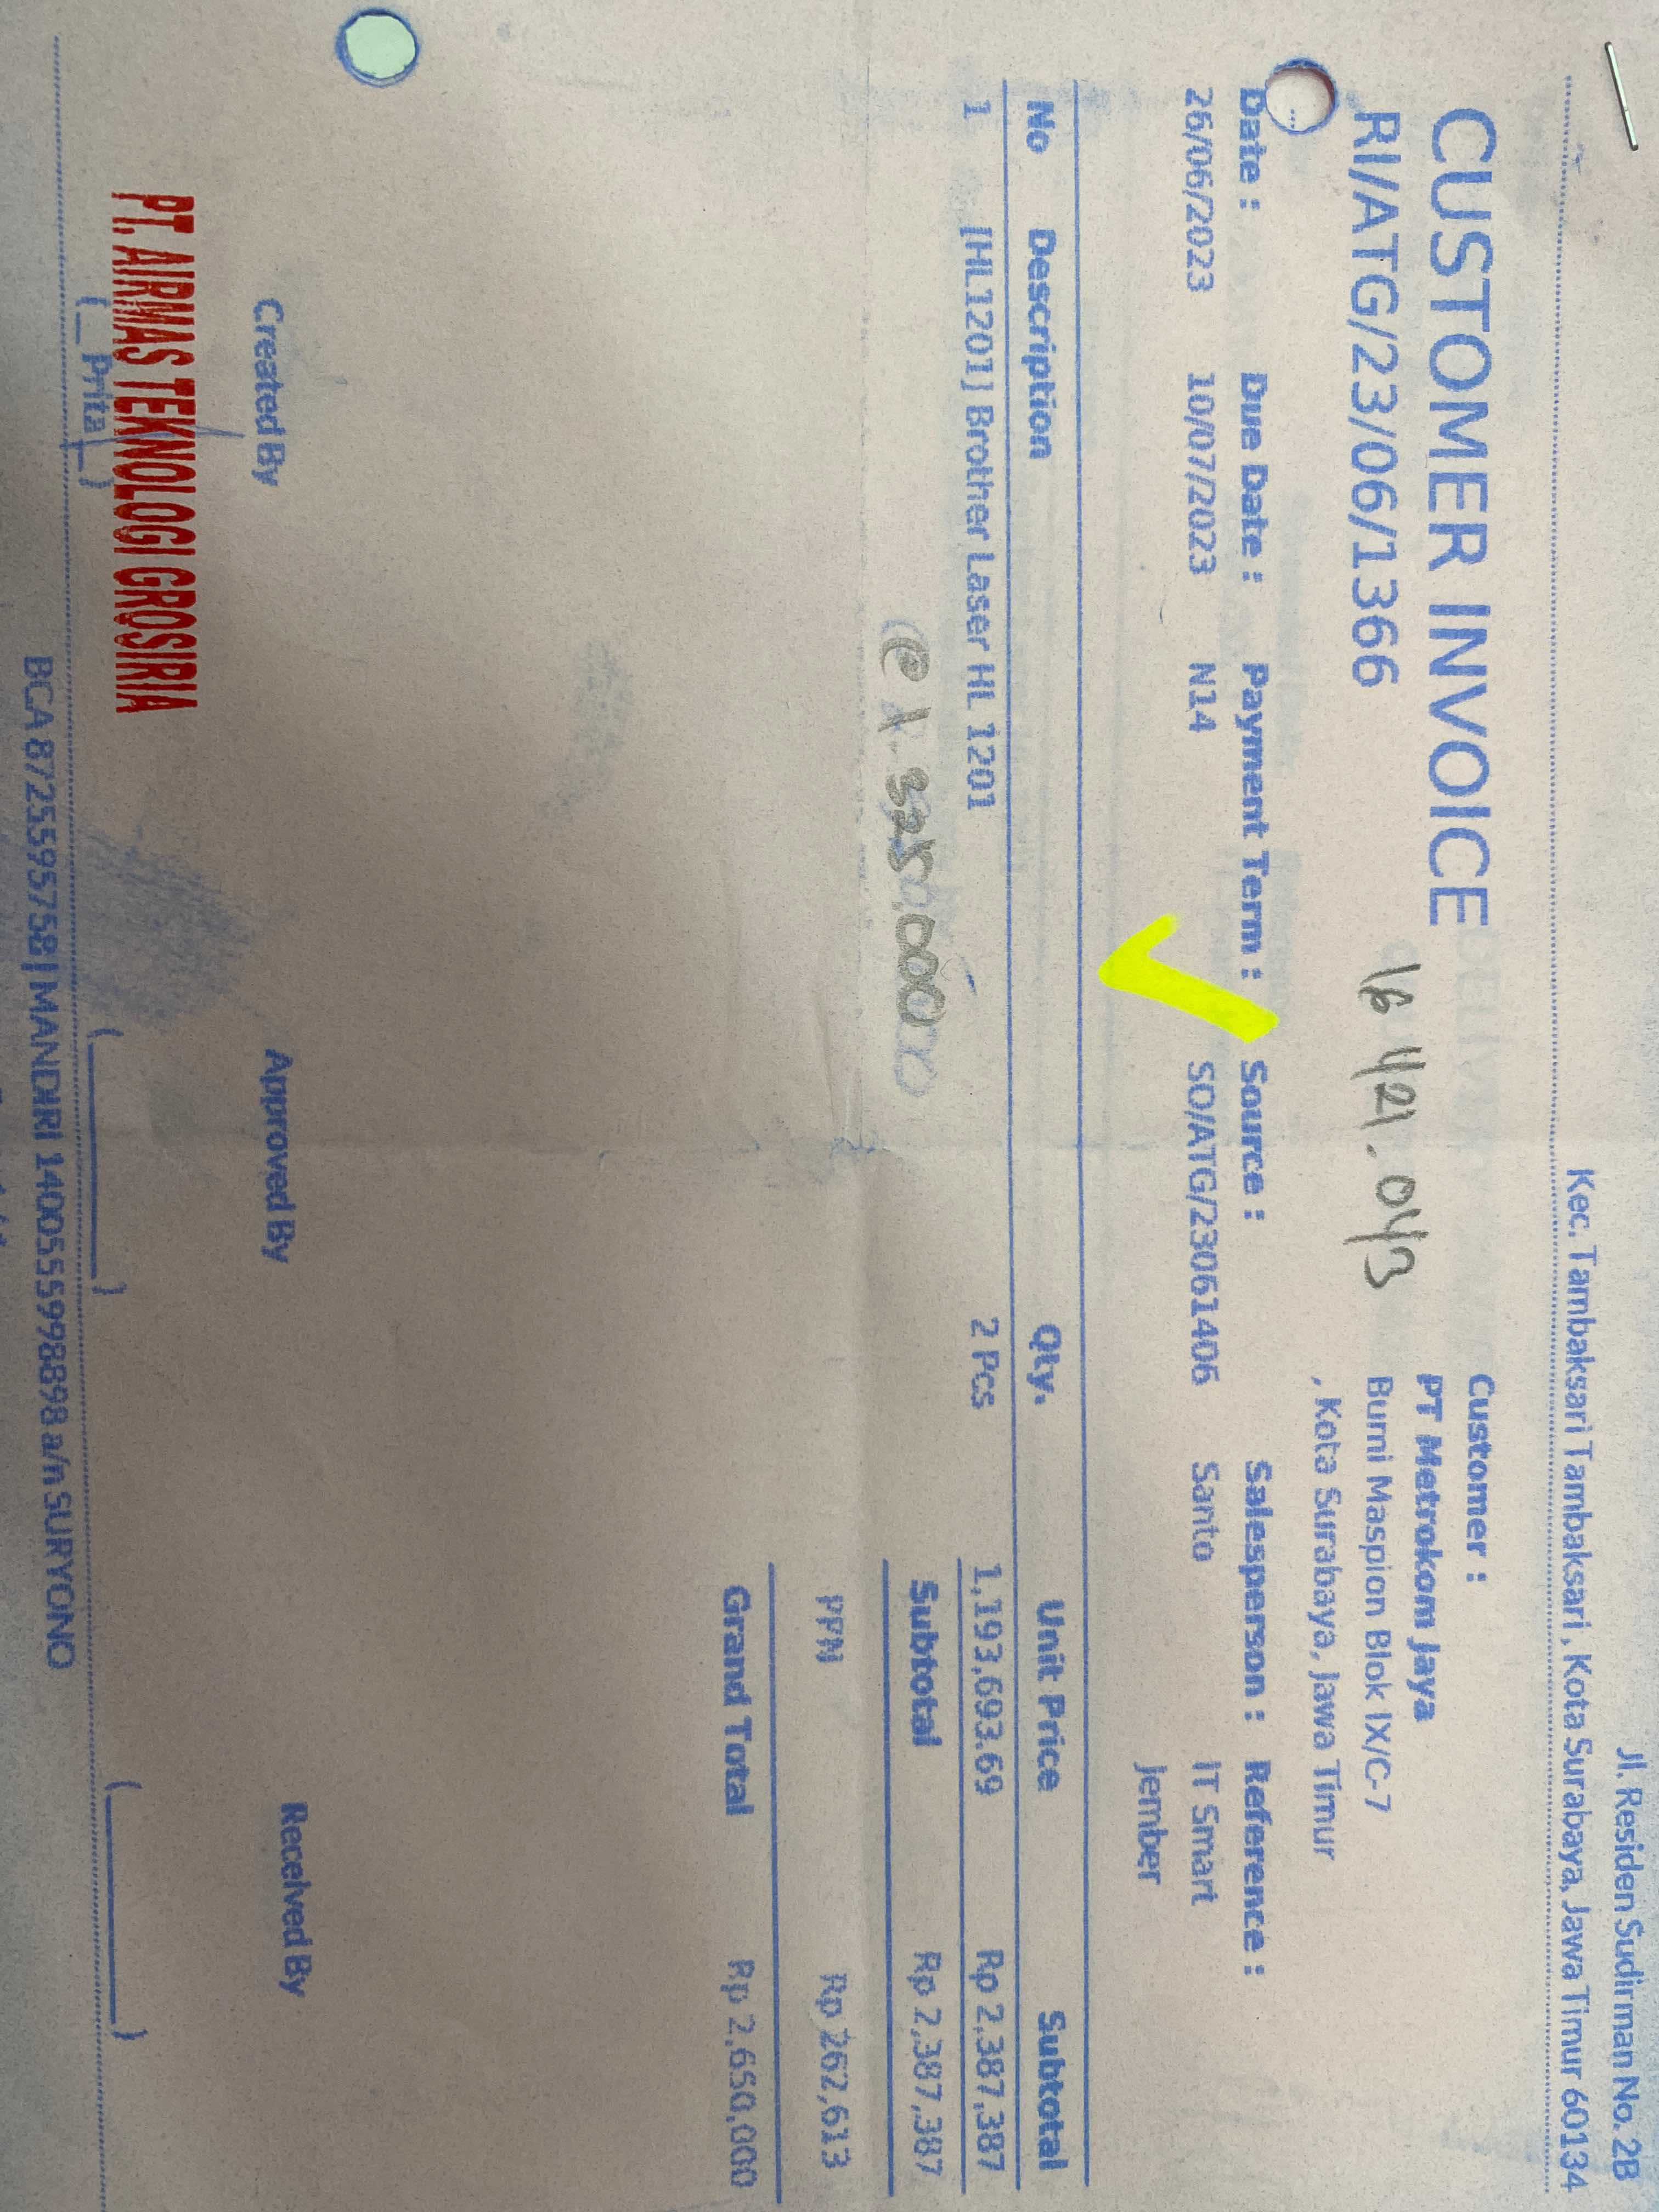 Jl. Residen Sudirman No. 2B
Kec. Tambaksari Tambaksari, Kota Surabaya, Jawa Timur 60134
CUSTOMER INVOICE
RI/ATG/23/06/1366
421.043
Customer :
PT Metrokom Jaya
Bumi Maspion Blok IX/C-7
, Kota Surabaya, Jawa Timur
Date : Due Date : Payment Term : Source : Salesperson : Reference :
26/06/2023 10/07/2023 N14 SO/ATG/23061406 Santo IT Smart
Jember
No Description Qty. Unit Price Subtotal
1 [HL1201] Brother Laser HL 1201 2 Pcs 1,193,693.69 Rp 2,387,387
@ 1.325.000
Subtotal Rp 2,387,387
PPN Rp 262,613
Grand Total Rp 2,650,000
Created By Approved By Received By
PT. AIRMAS TEKNOLOGI GROSIRIA
(__Prita__) (________) (________)
BCA 8725595758 | MANDIRI 1400555998898 a/n SURYONO